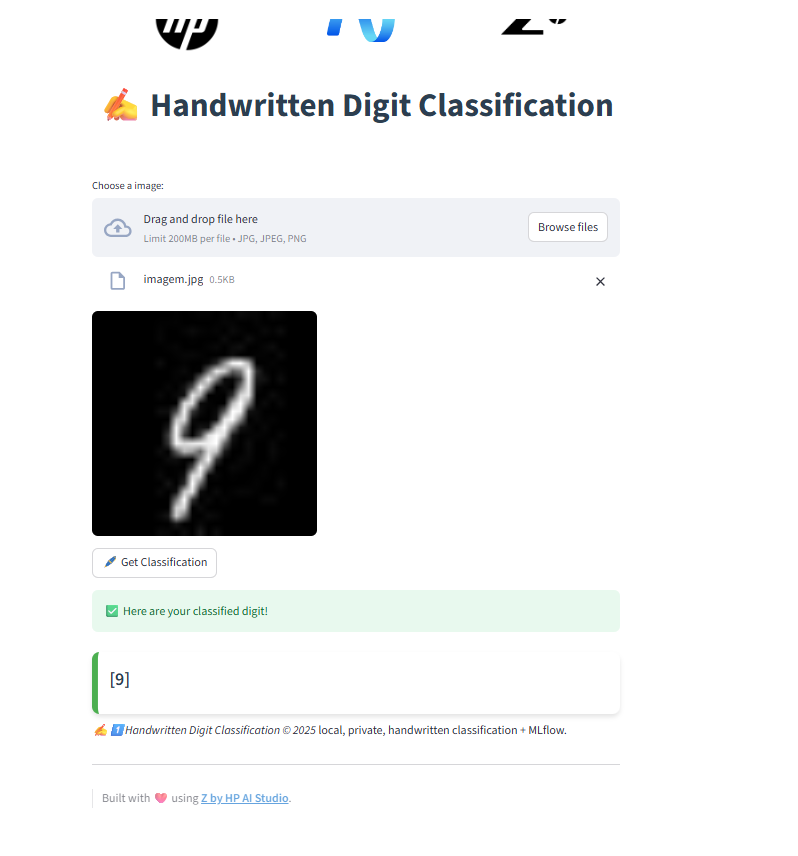 hp
✍️ Handwritten Digit Classification
Choose a image:
Drag and drop file here
Limit 200MB per file • JPG, JPEG, PNG
Browse files
imagem.jpg 0.5KB
9
Get Classification
✅ Here are your classified digit!
[9]
✍️ 1️⃣Handwritten Digit Classification © 2025 local, private, handwritten classification + MLflow.
Built with 💖 using Z by HP AI Studio.